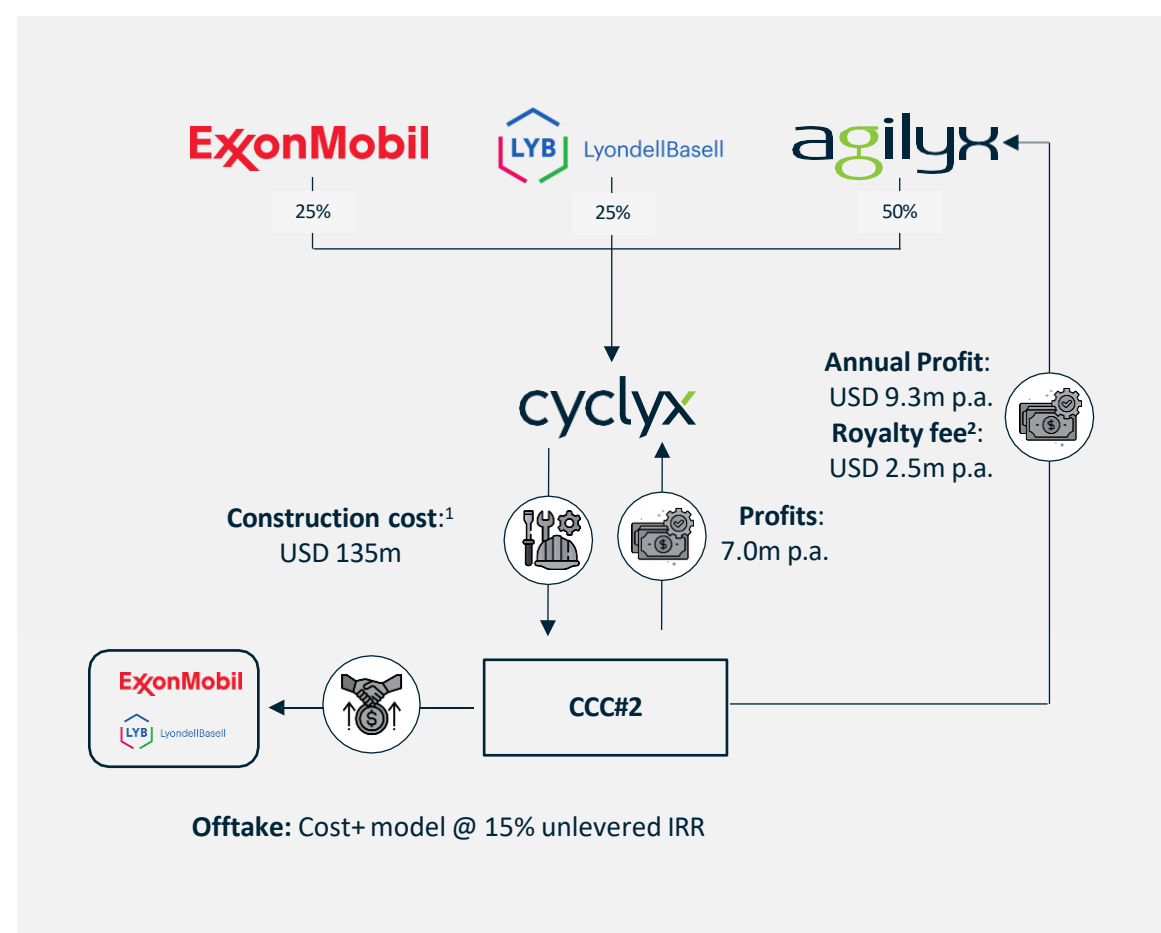 ExxonMobil
LYB LyondellBasell
agilyx
25%
25%
50%
cyclyx
Annual Profit:
USD 9.3m p.a.
Royalty fee²:
USD 2.5m p.a.
Construction cost:¹
USD 135m
Profits:
7.0m p.a.
ExxonMobil
LYB LyondellBasell
CCC#2
Offtake: Cost+ model @ 15% unlevered IRR